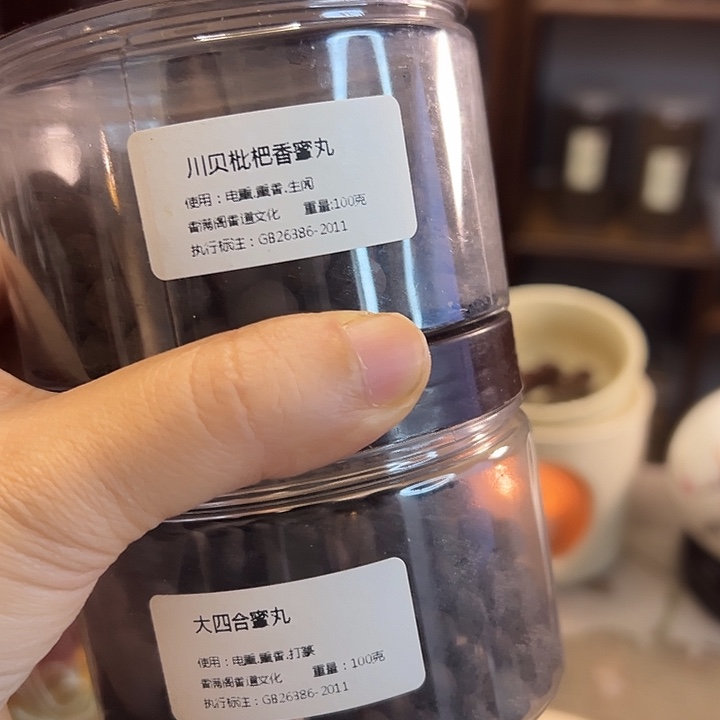 川贝枇杷香蜜丸
使用：电熏.熏香.生闻
香满阁香道文化 重量:100克
执行标注：GB26386-2011
大四合蜜丸
使用：电熏.熏香.打篆
香满阁香道文化 重量：100克
执行标注：GB26386-2011